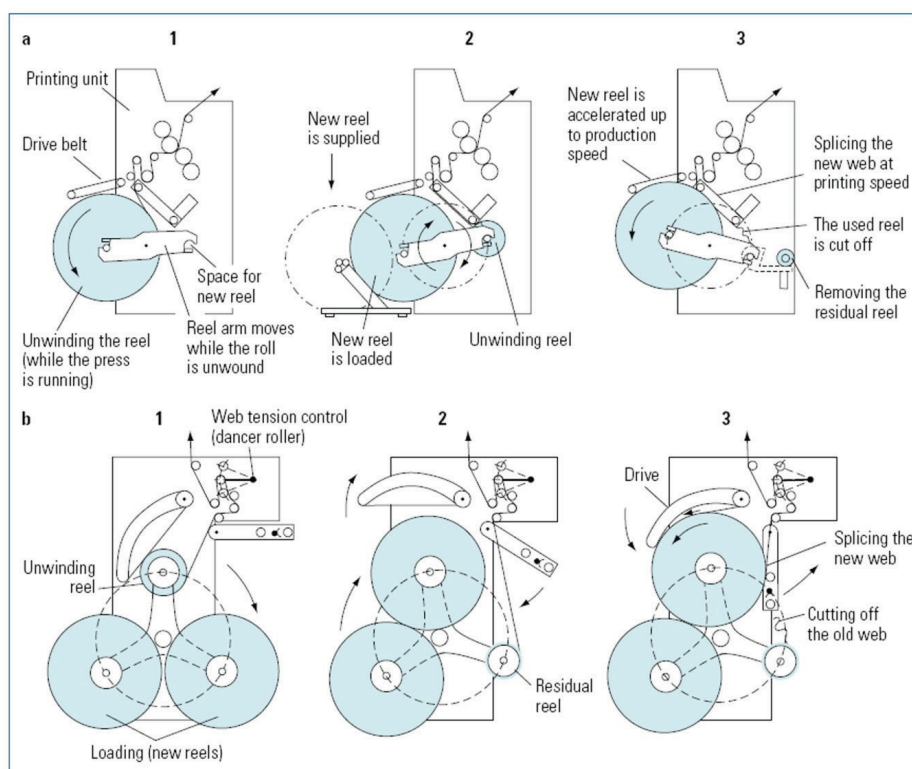 a
1
2
3
Printing unit
Drive belt
Space for
new reel
Unwinding the reel
(while the press
is running)
Reel arm moves
while the roll
is unwound
New reel
is supplied
New reel
is loaded
Unwinding reel
New reel is
accelerated up
to production
speed
Splicing the
new web at
printing speed
The used reel
is cut off
Removing the
residual reel
b
1
2
3
Web tension control
(dancer roller)
Unwinding
reel
Loading (new reels)
Residual
reel
Drive
Splicing the
new web
Cutting off
the old web